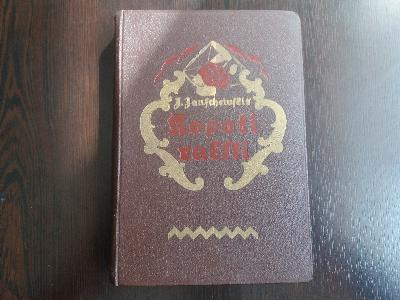 J. Janschewskis
Kopoti
raksti